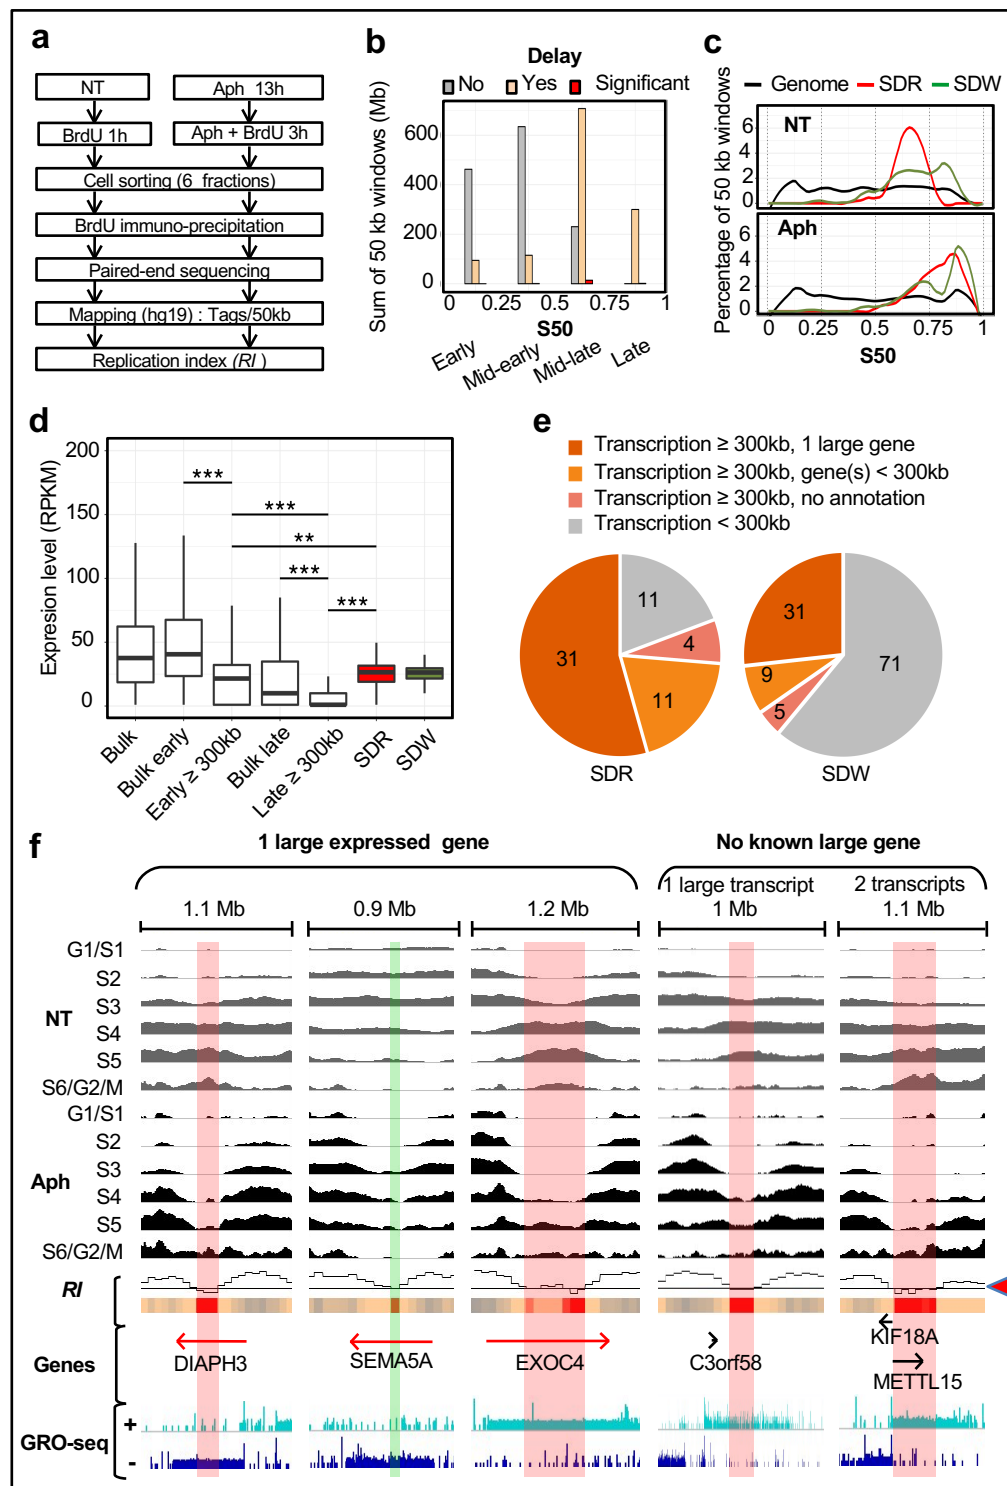 a
NT
Aph 13h
BrdU 1h
Aph + BrdU 3h
Cell sorting (6 fractions)
BrdU immuno-precipitation
Paired-end sequencing
Mapping (hg19) : Tags/50kb
Replication index (RI )
b
Delay
No Yes Significant
Sum of 50 kb windows (Mb)
600
400
200
0
0 0.25 0.50 0.75 1
S50
Early Mid-early Mid-late Late
c
Genome SDR SDW
Percentage of 50 kb windows
NT
6
4
2
0
Aph
6
4
2
0
0 0.25 0.5 0.75 1
S50
d
Expresion level (RPKM)
200
150
100
50
0
***
***
**
***
***
Bulk
Bulk early
Early ≥ 300kb
Bulk late
Late ≥ 300kb
SDR
SDW
e
Transcription ≥ 300kb, 1 large gene
Transcription ≥ 300kb, gene(s) < 300kb
Transcription ≥ 300kb, no annotation
Transcription < 300kb
11
4
11
31
SDR
31
9
5
71
SDW
f
1 large expressed gene
No known large gene
1 large transcript
2 transcripts
1.1 Mb
0.9 Mb
1.2 Mb
1 Mb
1.1 Mb
NT
G1/S1
S2
S3
S4
S5
S6/G2/M
Aph
G1/S1
S2
S3
S4
S5
S6/G2/M
RI
Genes
DIAPH3
SEMA5A
EXOC4
C3orf58
KIF18A
METTL15
GRO-seq
+
-